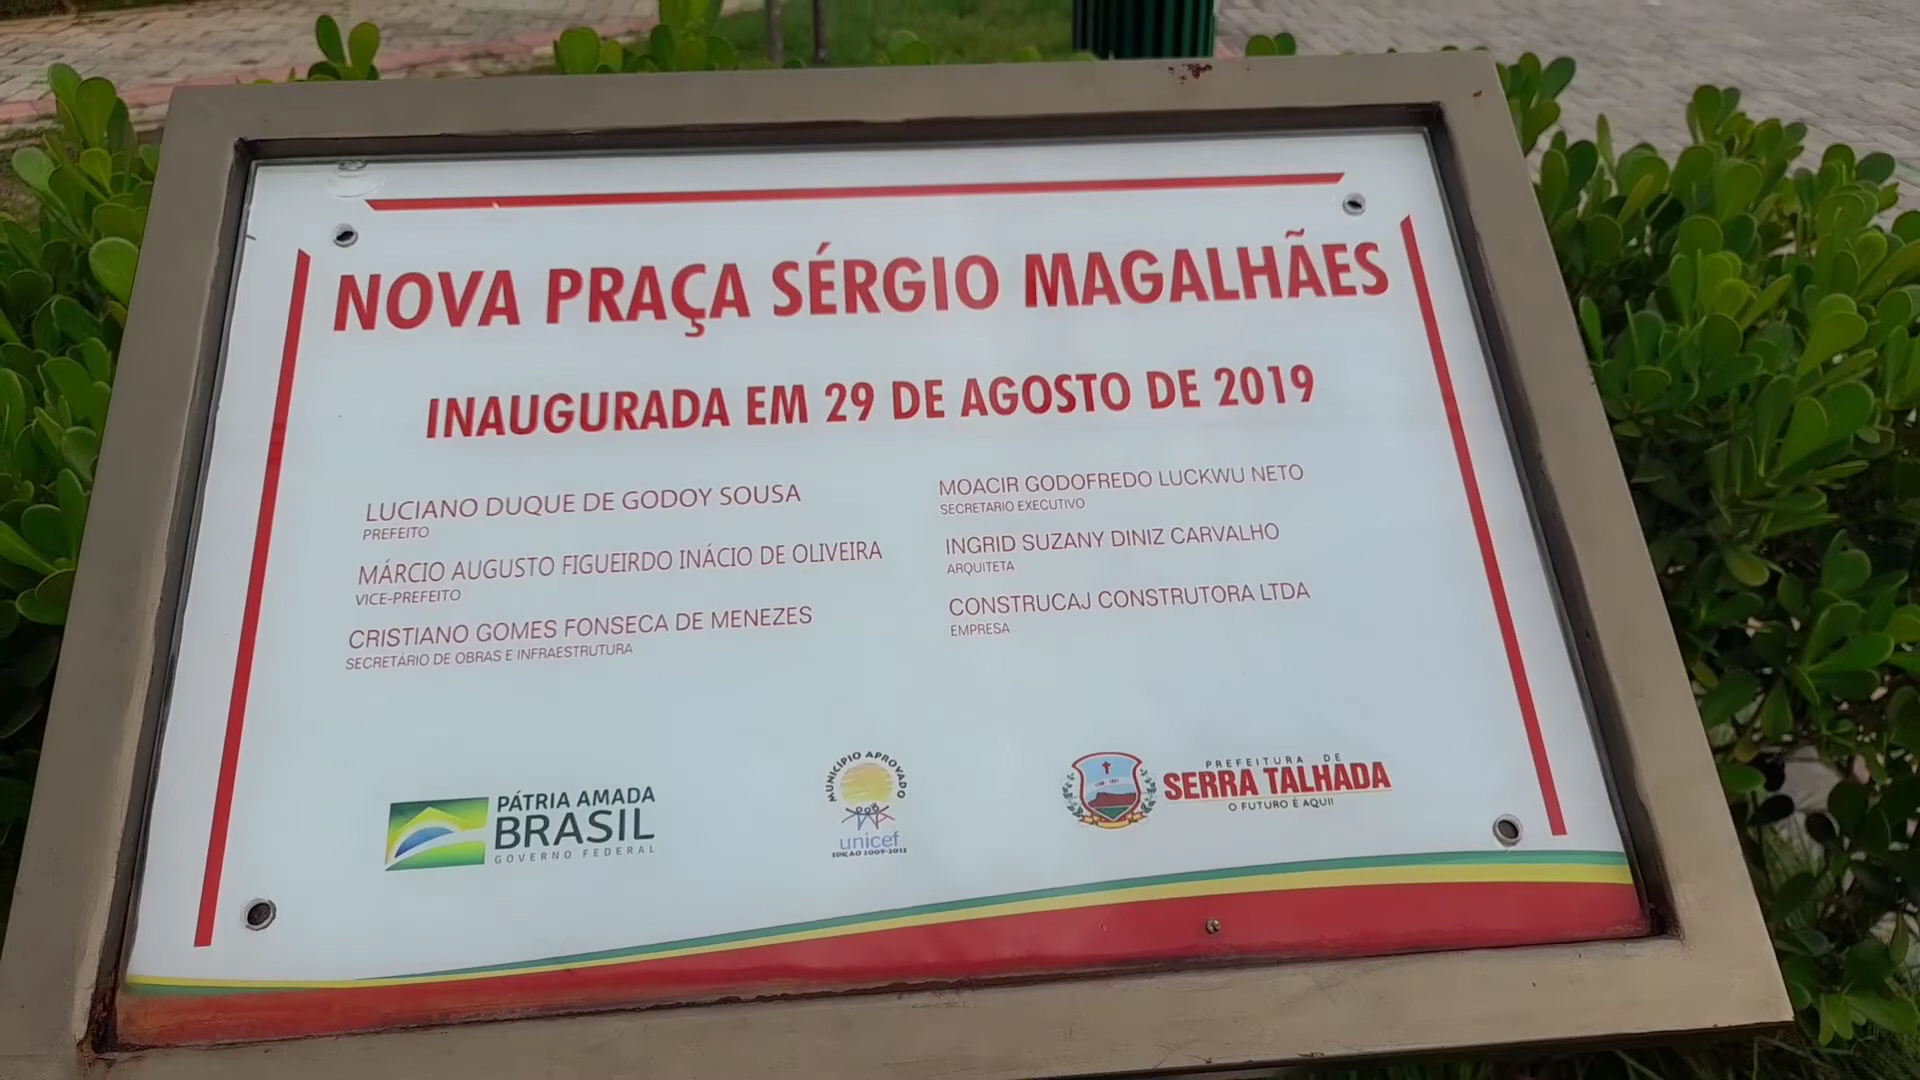 NOVA PRAÇA SÉRGIO MAGALHÃES
INAUGURADA EM 29 DE AGOSTO DE 2019
LUCIANO DUQUE DE GODOY SOUSA
PREFEITO
MÁRCIO AUGUSTO FIGUEIRDO INÁCIO DE OLIVEIRA
VICE-PREFEITO
CRISTIANO GOMES FONSECA DE MENEZES
SECRETÁRIO DE OBRAS E INFRAESTRUTURA
MOACIR GODOFREDO LUCKWU NETO
SECRETARIO EXECUTIVO
INGRID SUZANY DINIZ CARVALHO
ARQUITETA
CONSTRUCAJ CONSTRUTORA LTDA
EMPRESA
PÁTRIA AMADA
BRASIL
GOVERNO FEDERAL
MUNICÍPIO APROVADO
unicef
EDIÇÃO 2009-2012
PREFEITURA DE
SERRA TALHADA
O FUTURO É AQUI!